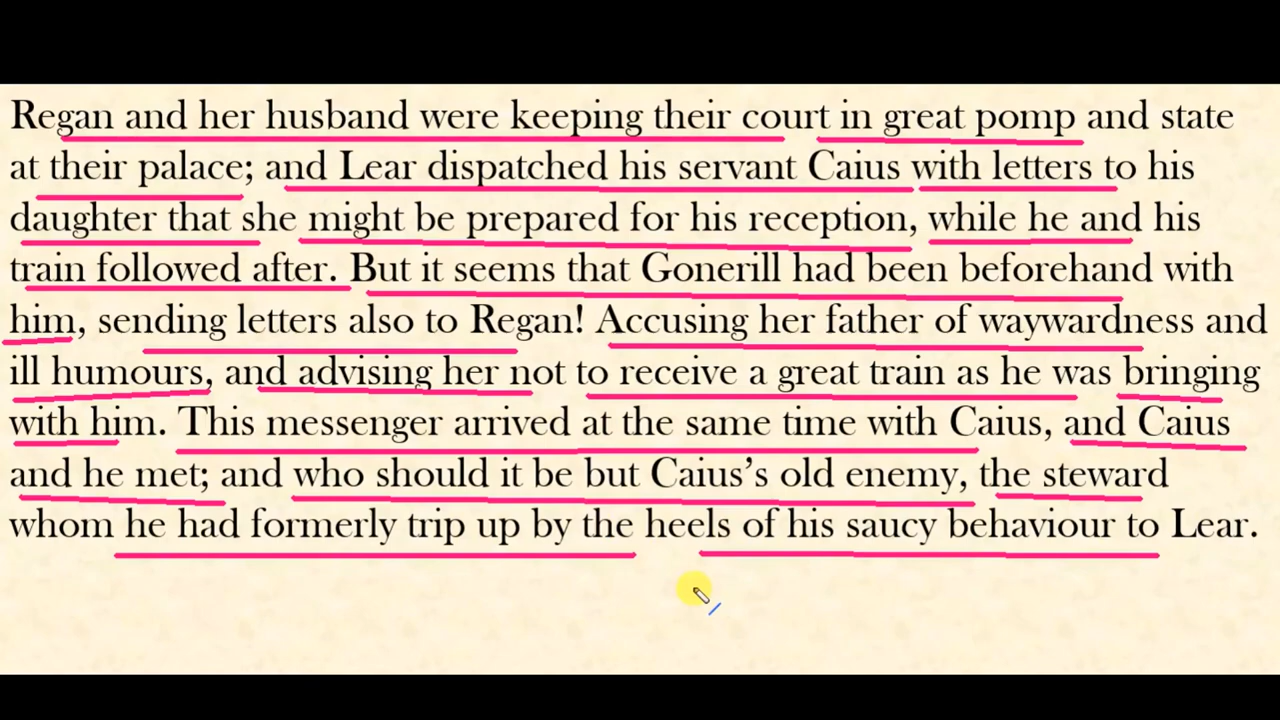 Regan and her husband were keeping their court in great pomp and state
at their palace; and Lear dispatched his servant Caius with letters to his
daughter that she might be prepared for his reception, while he and his
train followed after. But it seems that Gonerill had been beforehand with
him, sending letters also to Regan! Accusing her father of waywardness and
ill humours, and advising her not to receive a great train as he was bringing
with him. This messenger arrived at the same time with Caius, and Caius
and he met; and who should it be but Caius’s old enemy, the steward
whom he had formerly trip up by the heels of his saucy behaviour to Lear.